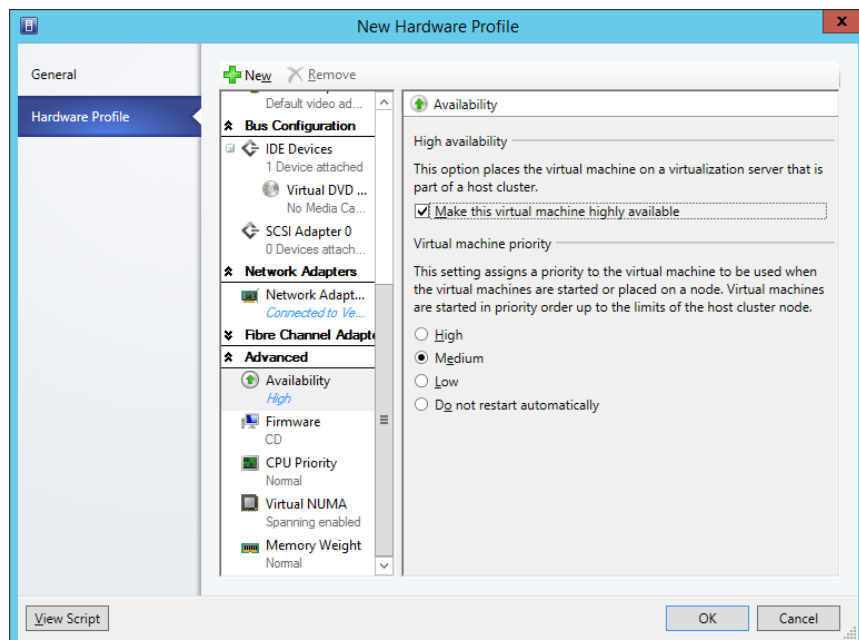 New Hardware Profile
x
General
Hardware Profile
New
Remove
Default video ad...
Bus Configuration
IDE Devices
1 Device attached
Virtual DVD ...
No Media Ca...
SCSI Adapter 0
0 Devices attach...
Network Adapters
Network Adapt...
Connected to Ve...
Fibre Channel Adapt
Advanced
Availability
High
Firmware
CD
CPU Priority
Normal
Virtual NUMA
Spanning enabled
Memory Weight
Normal
Availability
High availability
This option places the virtual machine on a virtualization server that is
part of a host cluster.
Make this virtual machine highly available
Virtual machine priority
This setting assigns a priority to the virtual machine to be used when
the virtual machines are started or placed on a node. Virtual machines
are started in priority order up to the limits of the host cluster node.
High
Medium
Low
Do not restart automatically
View Script
OK
Cancel